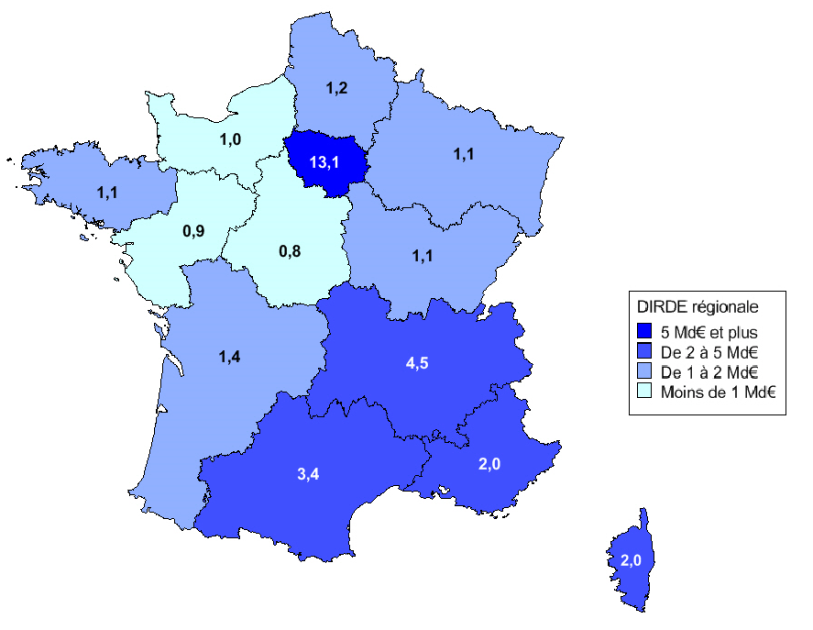 1,2
1,0
13,1
1,1
1,1
0,9
0,8
1,1
DIRDE régionale
5 Md€ et plus
De 2 à 5 Md€
De 1 à 2 Md€
Moins de 1 Md€
1,4
4,5
3,4
2,0
2,0